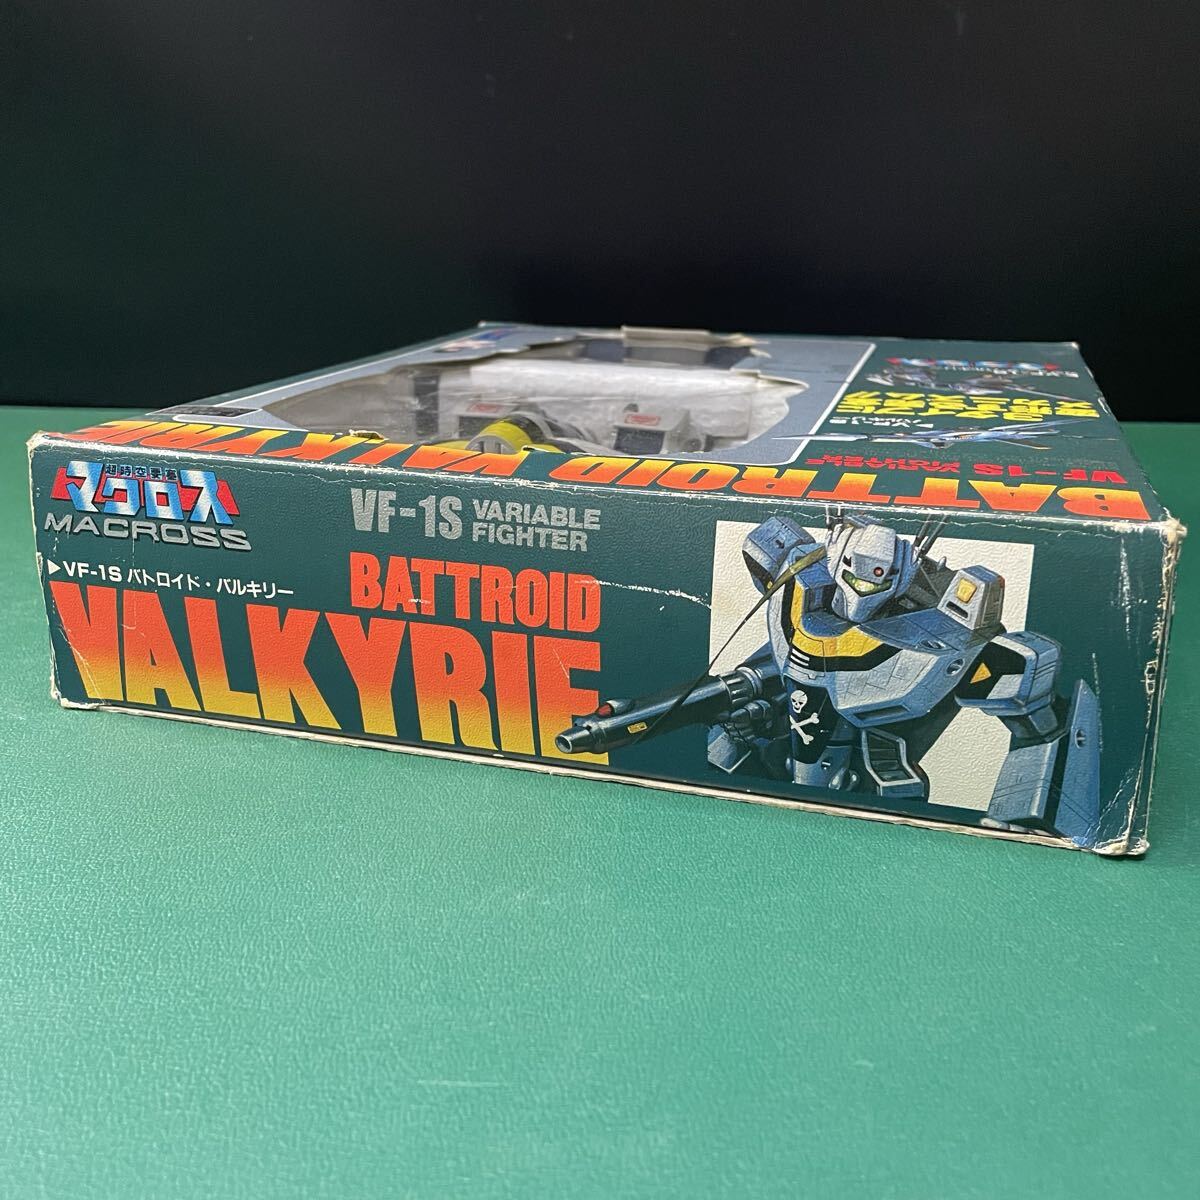 超時空要塞
マクロス
MACROSS
▶VF-1S バトロイド・バルキリー
VF-1S VARIABLE FIGHTER
BATTROID
VALKYRIE
BATTROID VALKYRIE
VF-1S